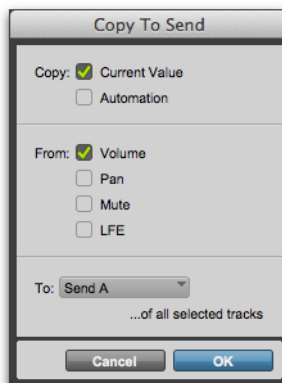 Copy To Send
Copy: Current Value
Automation
From: Volume
Pan
Mute
LFE
To: Send A
...of all selected tracks
Cancel OK